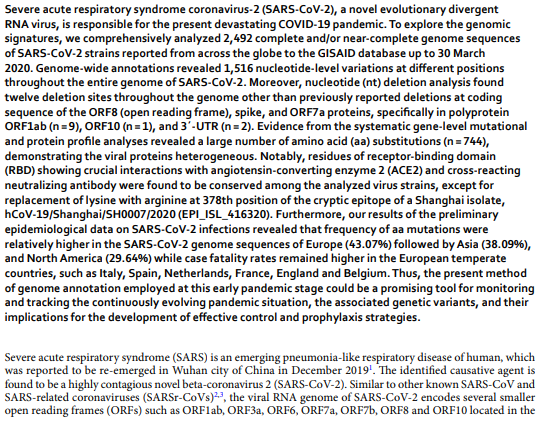 Severe acute respiratory syndrome coronavirus-2 (SARS-CoV-2), a novel evolutionary divergent
RNA virus, is responsible for the present devastating COVID-19 pandemic. To explore the genomic
signatures, we comprehensively analyzed 2,492 complete and/or near-complete genome sequences
of SARS-CoV-2 strains reported from across the globe to the GISAID database up to 30 March
2020. Genome-wide annotations revealed 1,516 nucleotide-level variations at different positions
throughout the entire genome of SARS-CoV-2. Moreover, nucleotide (nt) deletion analysis found
twelve deletion sites throughout the genome other than previously reported deletions at coding
sequence of the ORF8 (open reading frame), spike, and ORF7a proteins, specifically in polyprotein
ORF1ab (n = 9), ORF10 (n = 1), and 3´-UTR (n = 2). Evidence from the systematic gene-level mutational
and protein profile analyses revealed a large number of amino acid (aa) substitutions (n = 744),
demonstrating the viral proteins heterogeneous. Notably, residues of receptor-binding domain
(RBD) showing crucial interactions with angiotensin-converting enzyme 2 (ACE2) and cross-reacting
neutralizing antibody were found to be conserved among the analyzed virus strains, except for
replacement of lysine with arginine at 378th position of the cryptic epitope of a Shanghai isolate,
hCoV-19/Shanghai/SH0007/2020 (EPI_ISL_416320). Furthermore, our results of the preliminary
epidemiological data on SARS-CoV-2 infections revealed that frequency of aa mutations were
relatively higher in the SARS-CoV-2 genome sequences of Europe (43.07%) followed by Asia (38.09%),
and North America (29.64%) while case fatality rates remained higher in the European temperate
countries, such as Italy, Spain, Netherlands, France, England and Belgium. Thus, the present method
of genome annotation employed at this early pandemic stage could be a promising tool for monitoring
and tracking the continuously evolving pandemic situation, the associated genetic variants, and their
implications for the development of effective control and prophylaxis strategies.
Severe acute respiratory syndrome (SARS) is an emerging pneumonia-like respiratory disease of human, which
was reported to be re-emerged in Wuhan city of China in December 2019¹. The identified causative agent is
found to be a highly contagious novel beta-coronavirus 2 (SARS-CoV-2). Similar to other known SARS-CoV and
SARS-related coronaviruses (SARSr-CoVs)²,³, the viral RNA genome of SARS-CoV-2 encodes several smaller
open reading frames (ORFs) such as ORF1ab, ORF3a, ORF6, ORF7a, ORF7b, ORF8 and ORF10 located in the